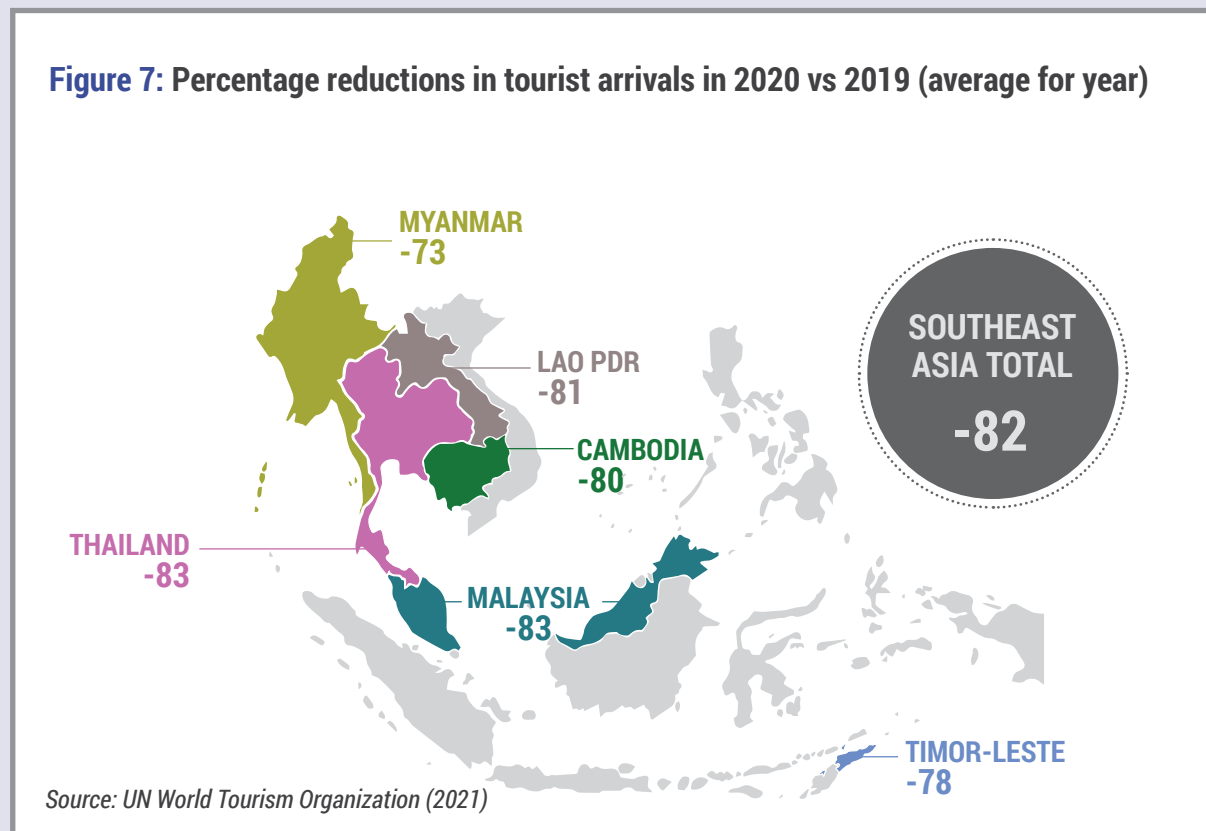 Figure 7: Percentage reductions in tourist arrivals in 2020 vs 2019 (average for year)
MYANMAR
-73
SOUTHEAST
ASIA TOTAL
-82
LAO PDR
-81
CAMBODIA
-80
THAILAND
-83
MALAYSIA
-83
TIMOR-LESTE
-78
Source: UN World Tourism Organization (2021)